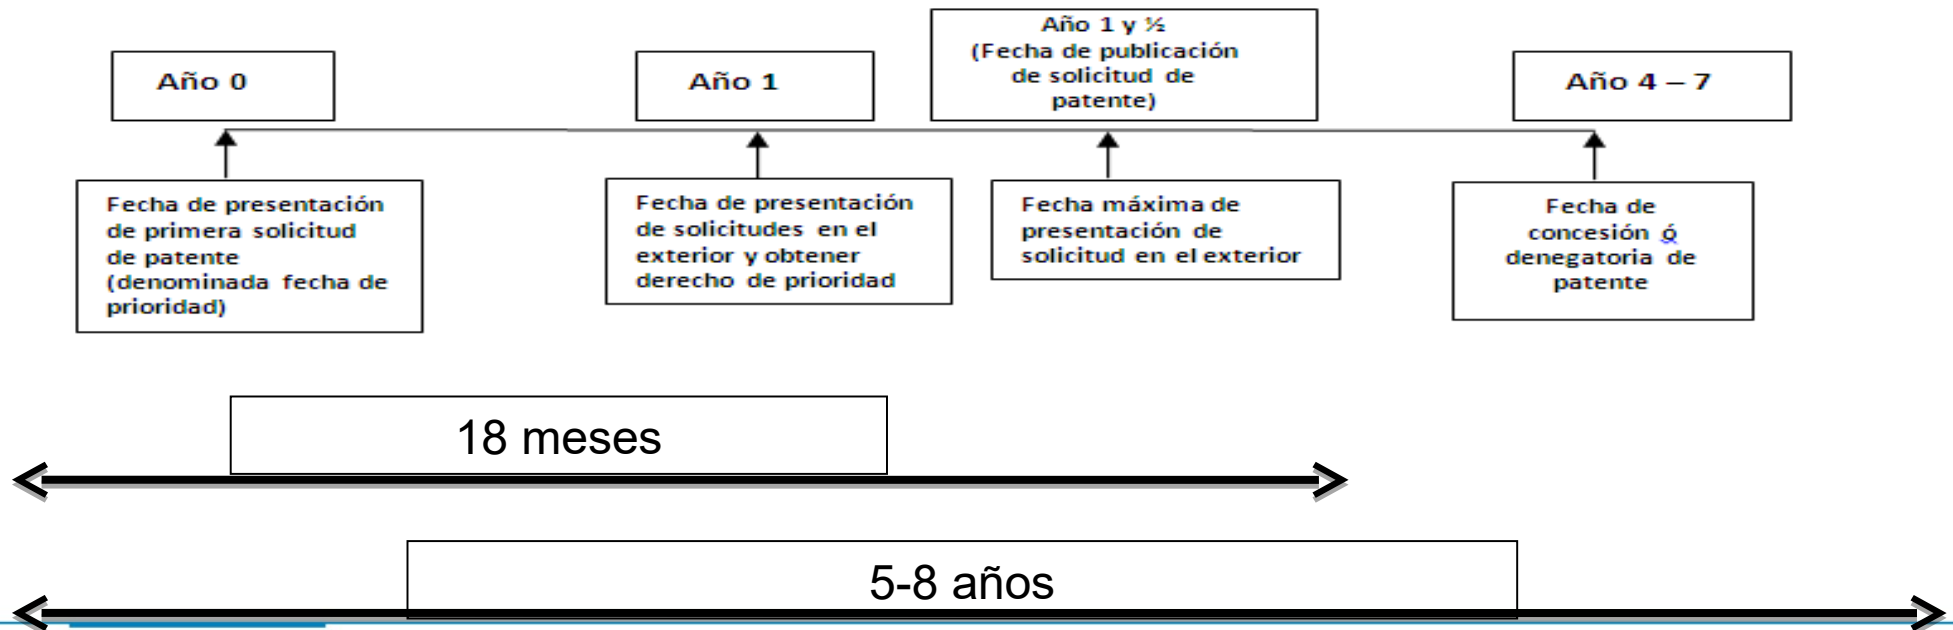 Año 0
Año 1
Año 1 y ½
(Fecha de publicación
de solicitud de
patente)
Año 4 – 7
Fecha de presentación
de primera solicitud
de patente
(denominada fecha de
prioridad)
Fecha de presentación
de solicitudes en el
exterior y obtener
derecho de prioridad
Fecha máxima de
presentación de
solicitud en el exterior
Fecha de
concesión ó
denegatoria de
patente
18 meses
5-8 años